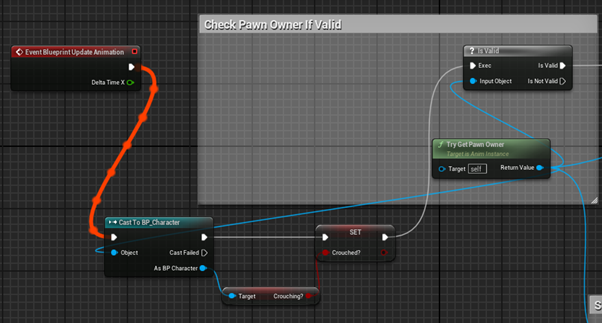 Check Pawn Owner If Valid
Event Blueprint Update Animation
Delta Time X
? Is Valid
Exec Is Valid
Input Object Is Not Valid
f Try Get Pawn Owner
Target is Anim Instance
Target self Return Value
Cast To BP_Character
Object Cast Failed
As BP Character
SET
Crouched?
Target Crouching?
S